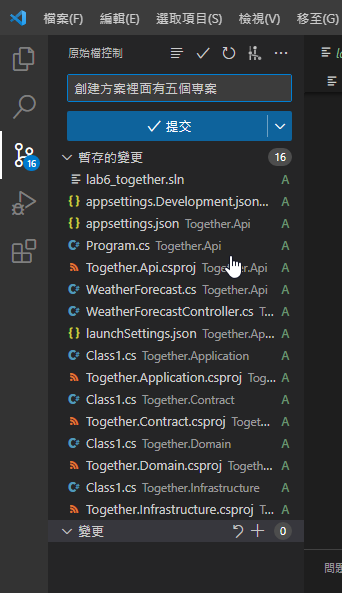 檔案(F) 編輯(E) 選取項目(S) 檢視(V) 移至(G)
原始檔控制
創建方案裡面有五個專案
提交
暫存的變更 16
16
lab6_together.sln A
appsettings.Development.json... A
appsettings.json Together.Api A
Program.cs Together.Api A
Together.Api.csproj Together.Api A
WeatherForecast.cs Together.Api A
WeatherForecastController.cs T... A
launchSettings.json Together.Ap... A
Class1.cs Together.Application A
Together.Application.csproj Tog... A
Class1.cs Together.Contract A
Together.Contract.csproj Toget... A
Class1.cs Together.Domain A
Together.Domain.csproj Togeth... A
Class1.cs Together.Infrastructure A
Together.Infrastructure.csproj T... A
變更 0
問題